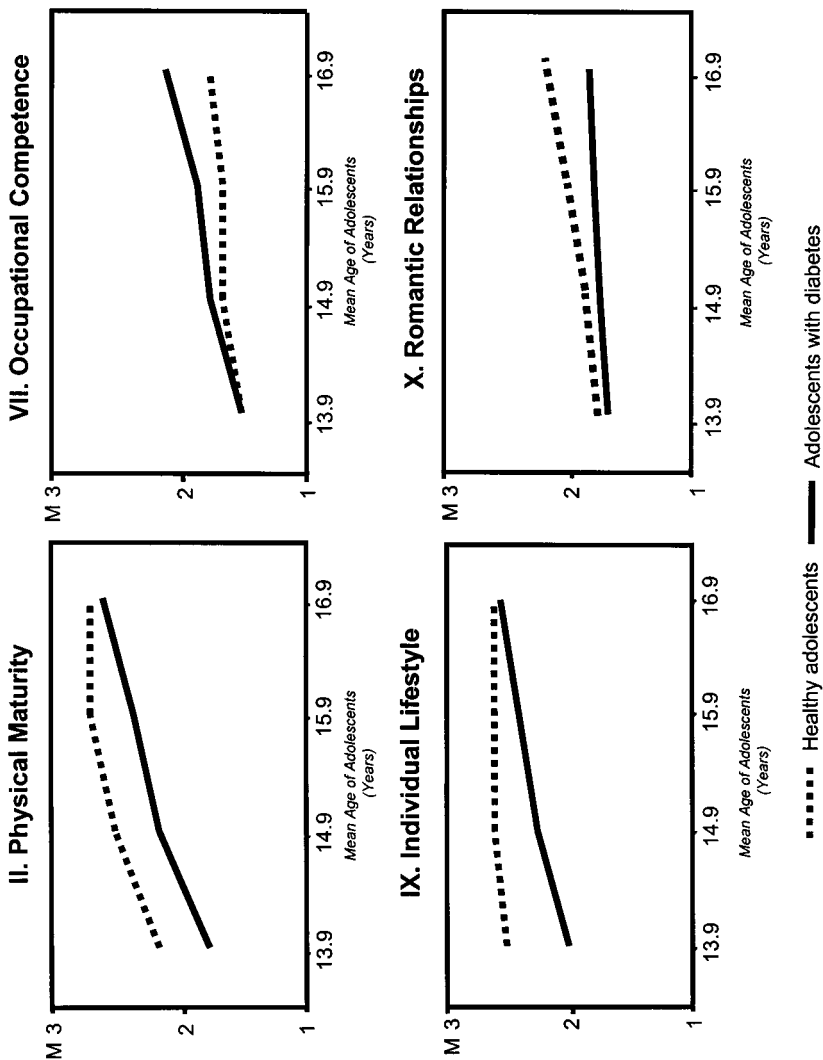 II. Physical Maturity
M 3
2
1
13.9
14.9
15.9
16.9
Mean Age of Adolescents
(Years)
VII. Occupational Competence
M 3
2
1
13.9
14.9
15.9
16.9
Mean Age of Adolescents
(Years)
IX. Individual Lifestyle
M 3
2
1
13.9
14.9
15.9
16.9
Mean Age of Adolescents
(Years)
X. Romantic Relationships
M 3
2
1
13.9
14.9
15.9
16.9
Mean Age of Adolescents
(Years)
Healthy adolescents
Adolescents with diabetes